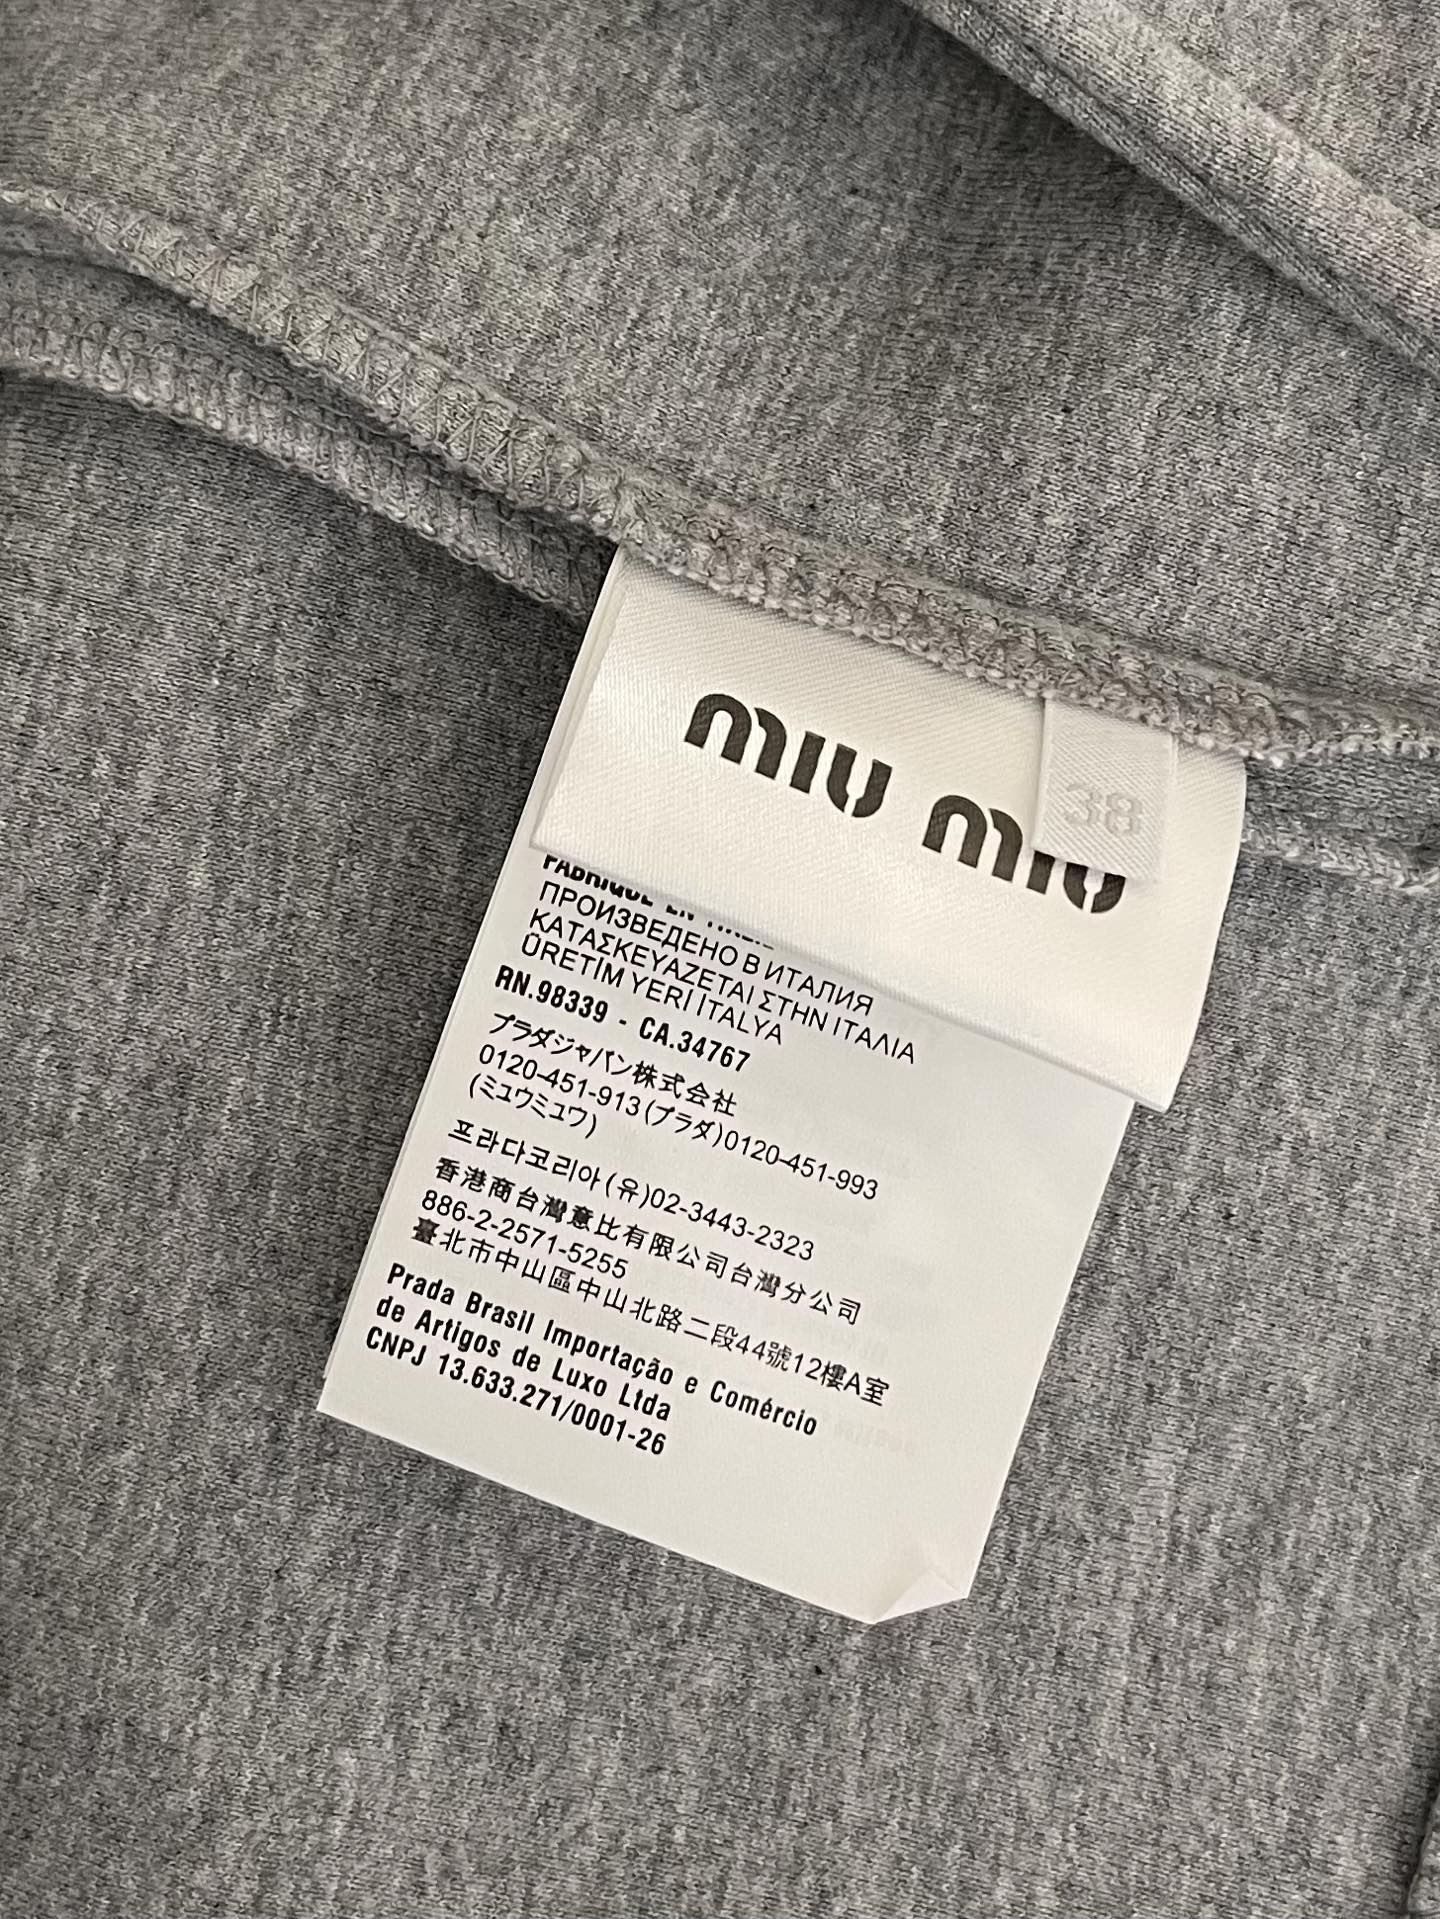 miu miu
38
FABRIQUÉ EN ITALIE
ПРОИЗВЕДЕНО В ИТАЛИЯ
ΚΑΤΑΣΚΕΥΑΖΕΤΑΙ ΣΤΗΝ ΙΤΑΛΙΑ
ÜRETİM YERİ İTALYA
RN.98339 - CA.34767
プラダジャパン株式会社
0120-451-913(プラダ)0120-451-993
(ミュウミュウ)
프라다코리아(유)02-3443-2323
香港商台灣意比有限公司台灣分公司
886-2-2571-5255
臺北市中山區中山北路二段44號12樓A室
Prada Brasil Importação e Comércio
de Artigos de Luxo Ltda
CNPJ 13.633.271/0001-26